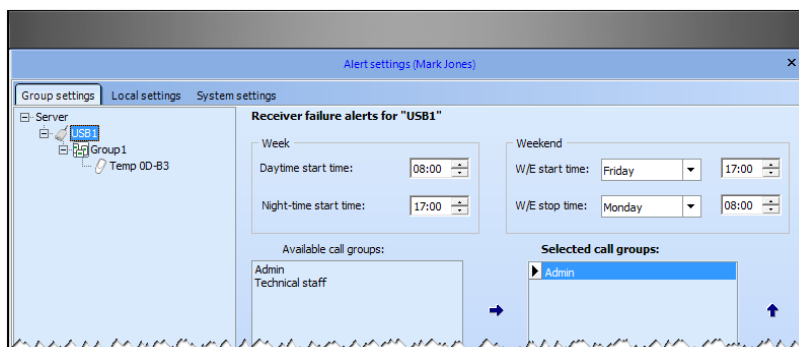 Alert settings (Mark Jones)
Group settings Local settings System settings
Server
USB1
Group1
Temp 0D-B3
Receiver failure alerts for "USB1"
Week
Daytime start time: 08:00
Night-time start time: 17:00
Weekend
W/E start time: Friday 17:00
W/E stop time: Monday 08:00
Available call groups:
Admin
Technical staff
Selected call groups:
Admin